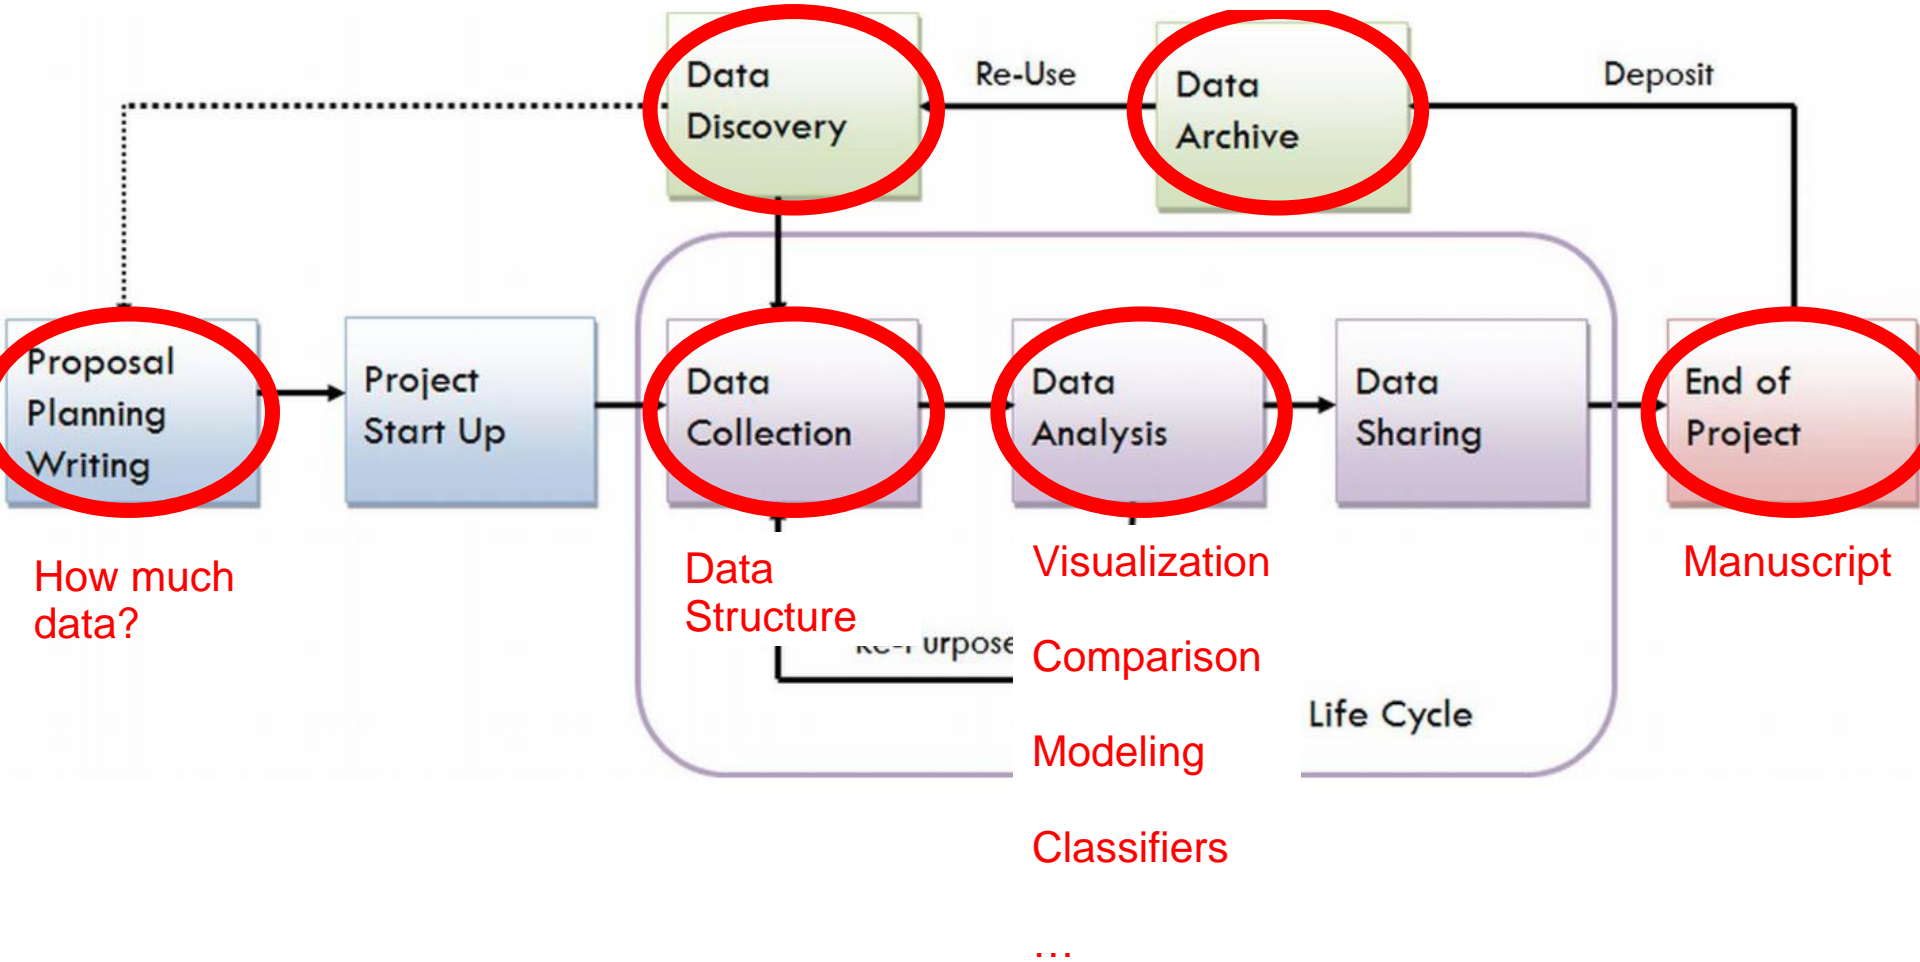 Data
Discovery
Re-Use
Data
Archive
Deposit
Proposal
Planning
Writing
Project
Start Up
Data
Collection
Data
Analysis
Data
Sharing
End of
Project
How much
data?
Data
Structure
Visualization
Manuscript
Comparison
Life Cycle
Modeling
Classifiers
...